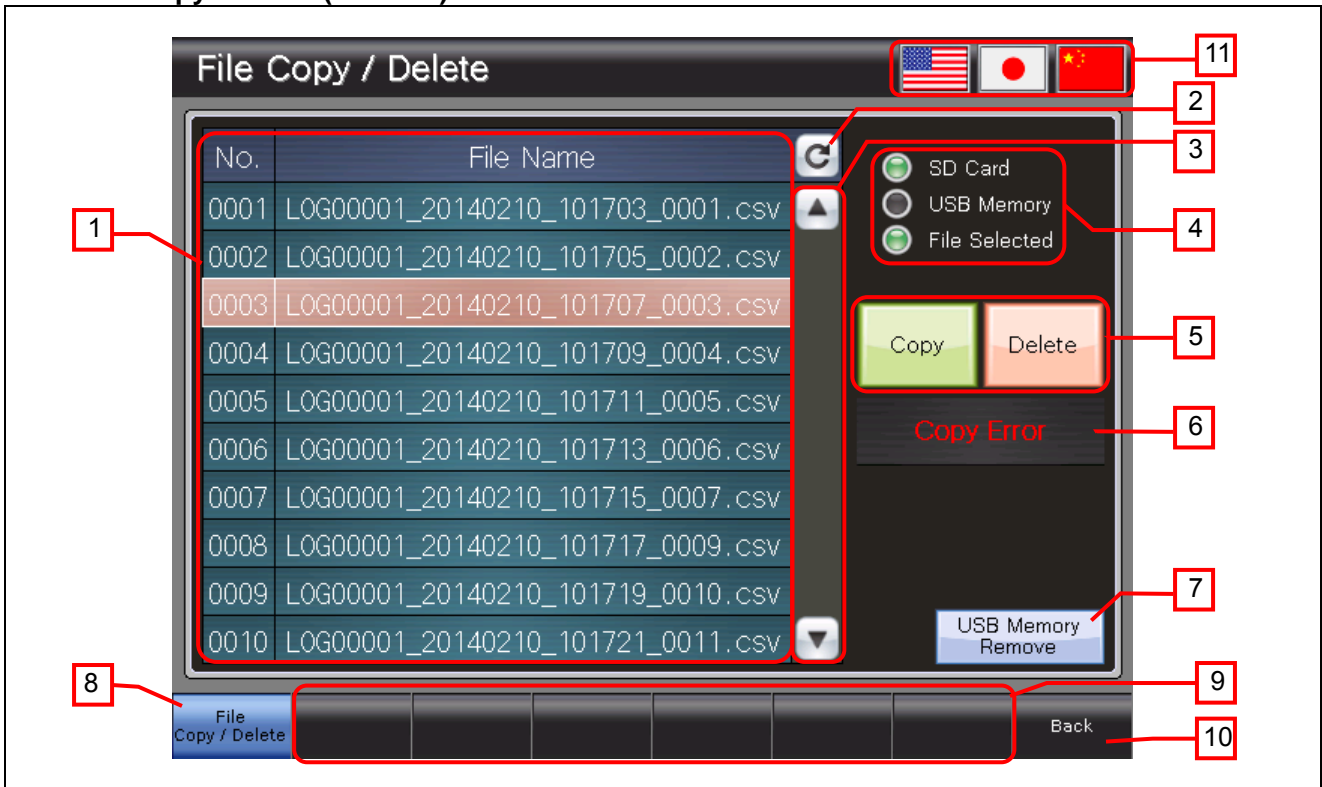 File Copy / Delete
11
2
3
No. File Name
SD Card
0001 LOG00001_20140210_101703_0001.csv
USB Memory
1
4
File Selected
0002 LOG00001_20140210_101705_0002.csv
0003 LOG00001_20140210_101707_0003.csv
0004 LOG00001_20140210_101709_0004.csv
Copy Delete
5
0005 LOG00001_20140210_101711_0005.csv
0006 LOG00001_20140210_101713_0006.csv
Copy Error
6
0007 LOG00001_20140210_101715_0007.csv
0008 LOG00001_20140210_101717_0009.csv
0009 LOG00001_20140210_101719_0010.csv
7
0010 LOG00001_20140210_101721_0011.csv
USB Memory
Remove
8
9
File
Copy / Delete
Back
10